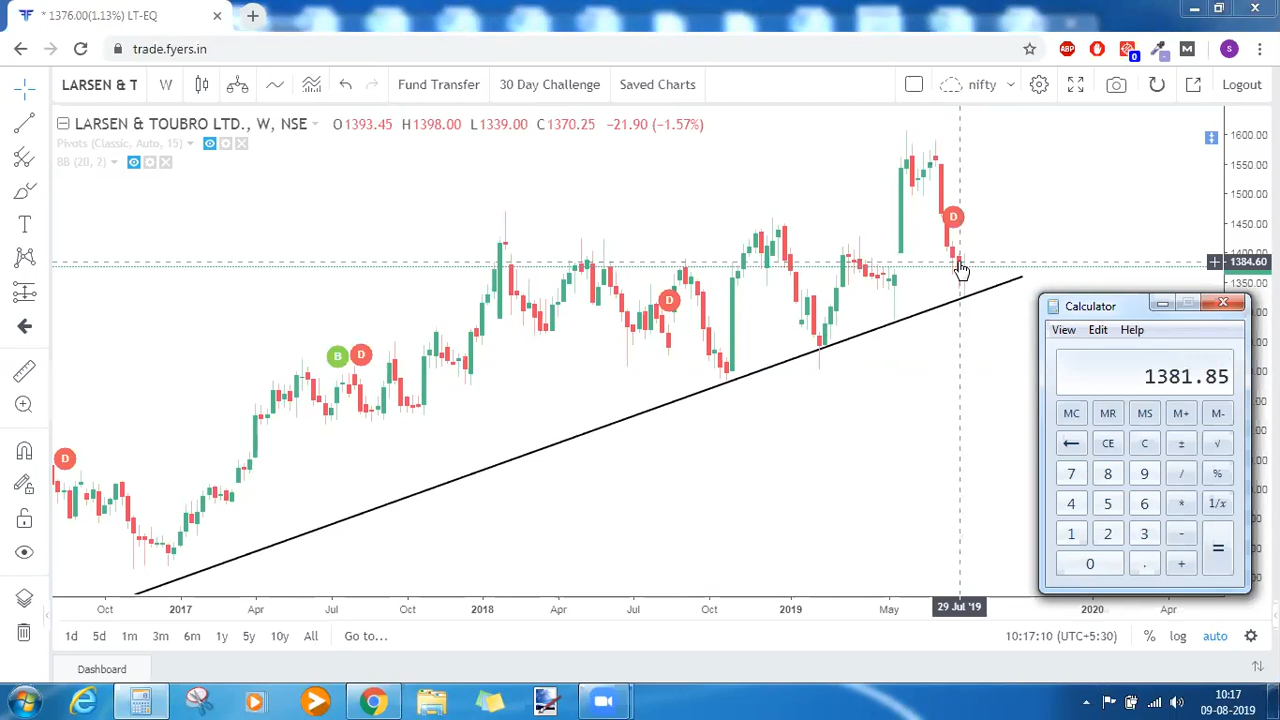 * 1376.00(1.13%) LT-EQ
trade.fyers.in
ABP
0
M
S
LARSEN & T
W
Fund Transfer
30 Day Challenge
Saved Charts
nifty
Logout
LARSEN & TOUBRO LTD., W, NSE
O1393.45 H1398.00 L1339.00 C1370.25 −21.90 (−1.57%)
Pivots (Classic, Auto, 15)
BB (20, 2)
1600.00
1550.00
1500.00
1450.00
1400.00
1384.60
1350.00
D
D
B
D
D
Calculator
View Edit Help
1381.85
MC MR MS M+ M-
← CE C ± √
7 8 9 / %
4 5 6 * 1/x
1 2 3 - =
0 . +
Oct 2017 Apr Jul Oct 2018 Apr Jul Oct 2019 May 29 Jul '19 2020 Apr
1d 5d 1m 3m 6m 1y 5y 10y All Go to...
10:17:10 (UTC+5:30) % log auto
Dashboard
10:17
09-08-2019